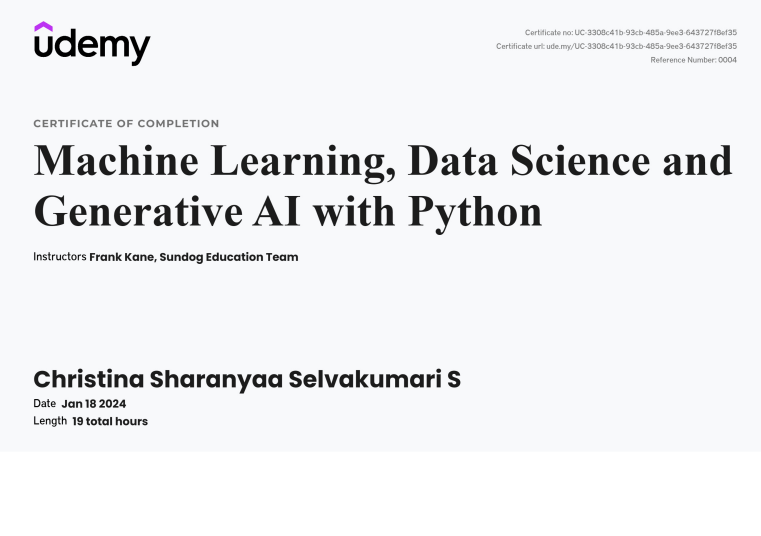 udemy
Certificate no: UC-3308c41b-93cb-485a-9ee3-643727f8ef35
Certificate url: ude.my/UC-3308c41b-93cb-485a-9ee3-643727f8ef35
Reference Number: 0004
CERTIFICATE OF COMPLETION
Machine Learning, Data Science and
Generative AI with Python
Instructors Frank Kane, Sundog Education Team
Christina Sharanyaa Selvakumari S
Date Jan 18 2024
Length 19 total hours